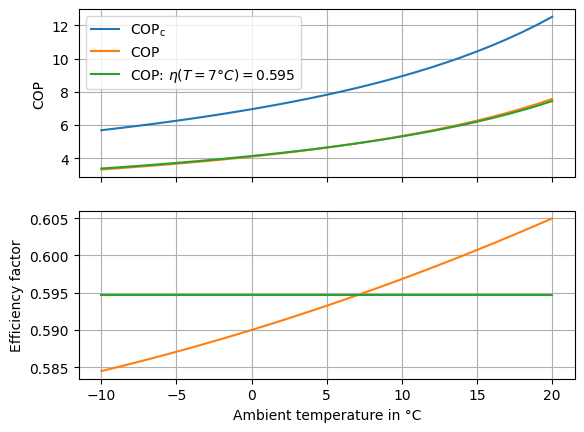 12
10
8
6
4
COP
COP_c
COP
COP: η(T = 7°C) = 0.595
0.605
0.600
0.595
0.590
0.585
Efficiency factor
−10 −5 0 5 10 15 20
Ambient temperature in °C